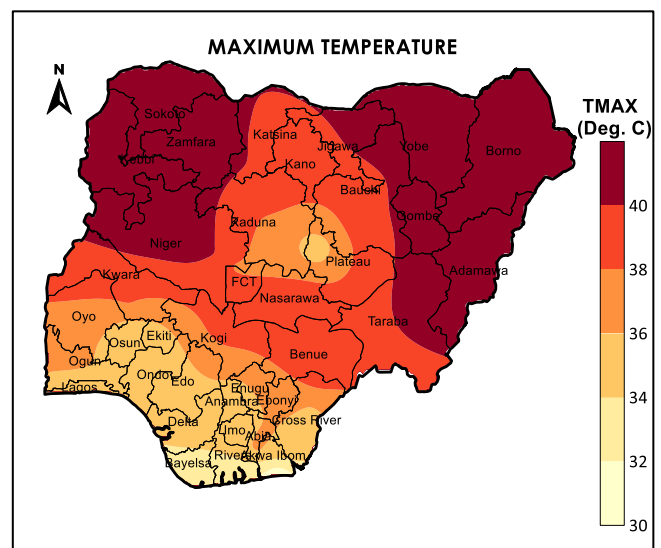 MAXIMUM TEMPERATURE
N
TMAX
(Deg. C)
Sokoto
Zamfara
Katsina
Jigawa
Yobe
Borno
Kebbi
Kano
Bauchi
Gombe
Kaduna
Niger
Plateau
Adamawa
Kwara
FCT
Nasarawa
Taraba
Oyo
Osun
Ekiti
Kogi
Benue
Ogun
Ondo
Edo
Enugu
Lagos
Anambra
Ebonyi
Delta
Imo
Abia
Cross River
Bayelsa
Rivers
Akwa Ibom
40
38
36
34
32
30